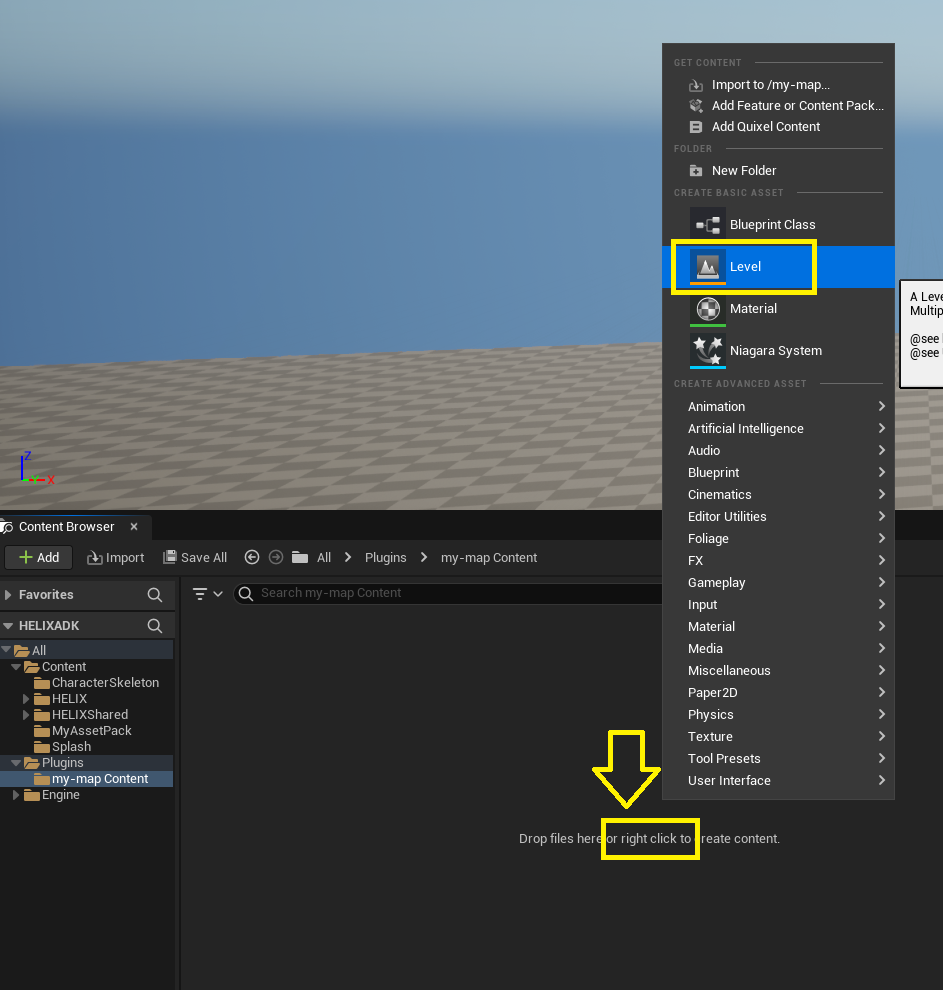 GET CONTENT
Import to /my-map...
Add Feature or Content Pack...
Add Quixel Content
FOLDER
New Folder
CREATE BASIC ASSET
Blueprint Class
Level
Material
Niagara System
A Leve
Multip
@see
@see
CREATE ADVANCED ASSET
Animation
Artificial Intelligence
Audio
Blueprint
Cinematics
Editor Utilities
Foliage
FX
Gameplay
Input
Material
Media
Miscellaneous
Paper2D
Physics
Texture
Tool Presets
User Interface
Z
Y X
Content Browser
Add Import Save All All Plugins my-map Content
Favorites
Search my-map Content
HELIXADK
All
Content
CharacterSkeleton
HELIX
HELIXShared
MyAssetPack
Splash
Plugins
my-map Content
Engine
Drop files here or right click to create content.